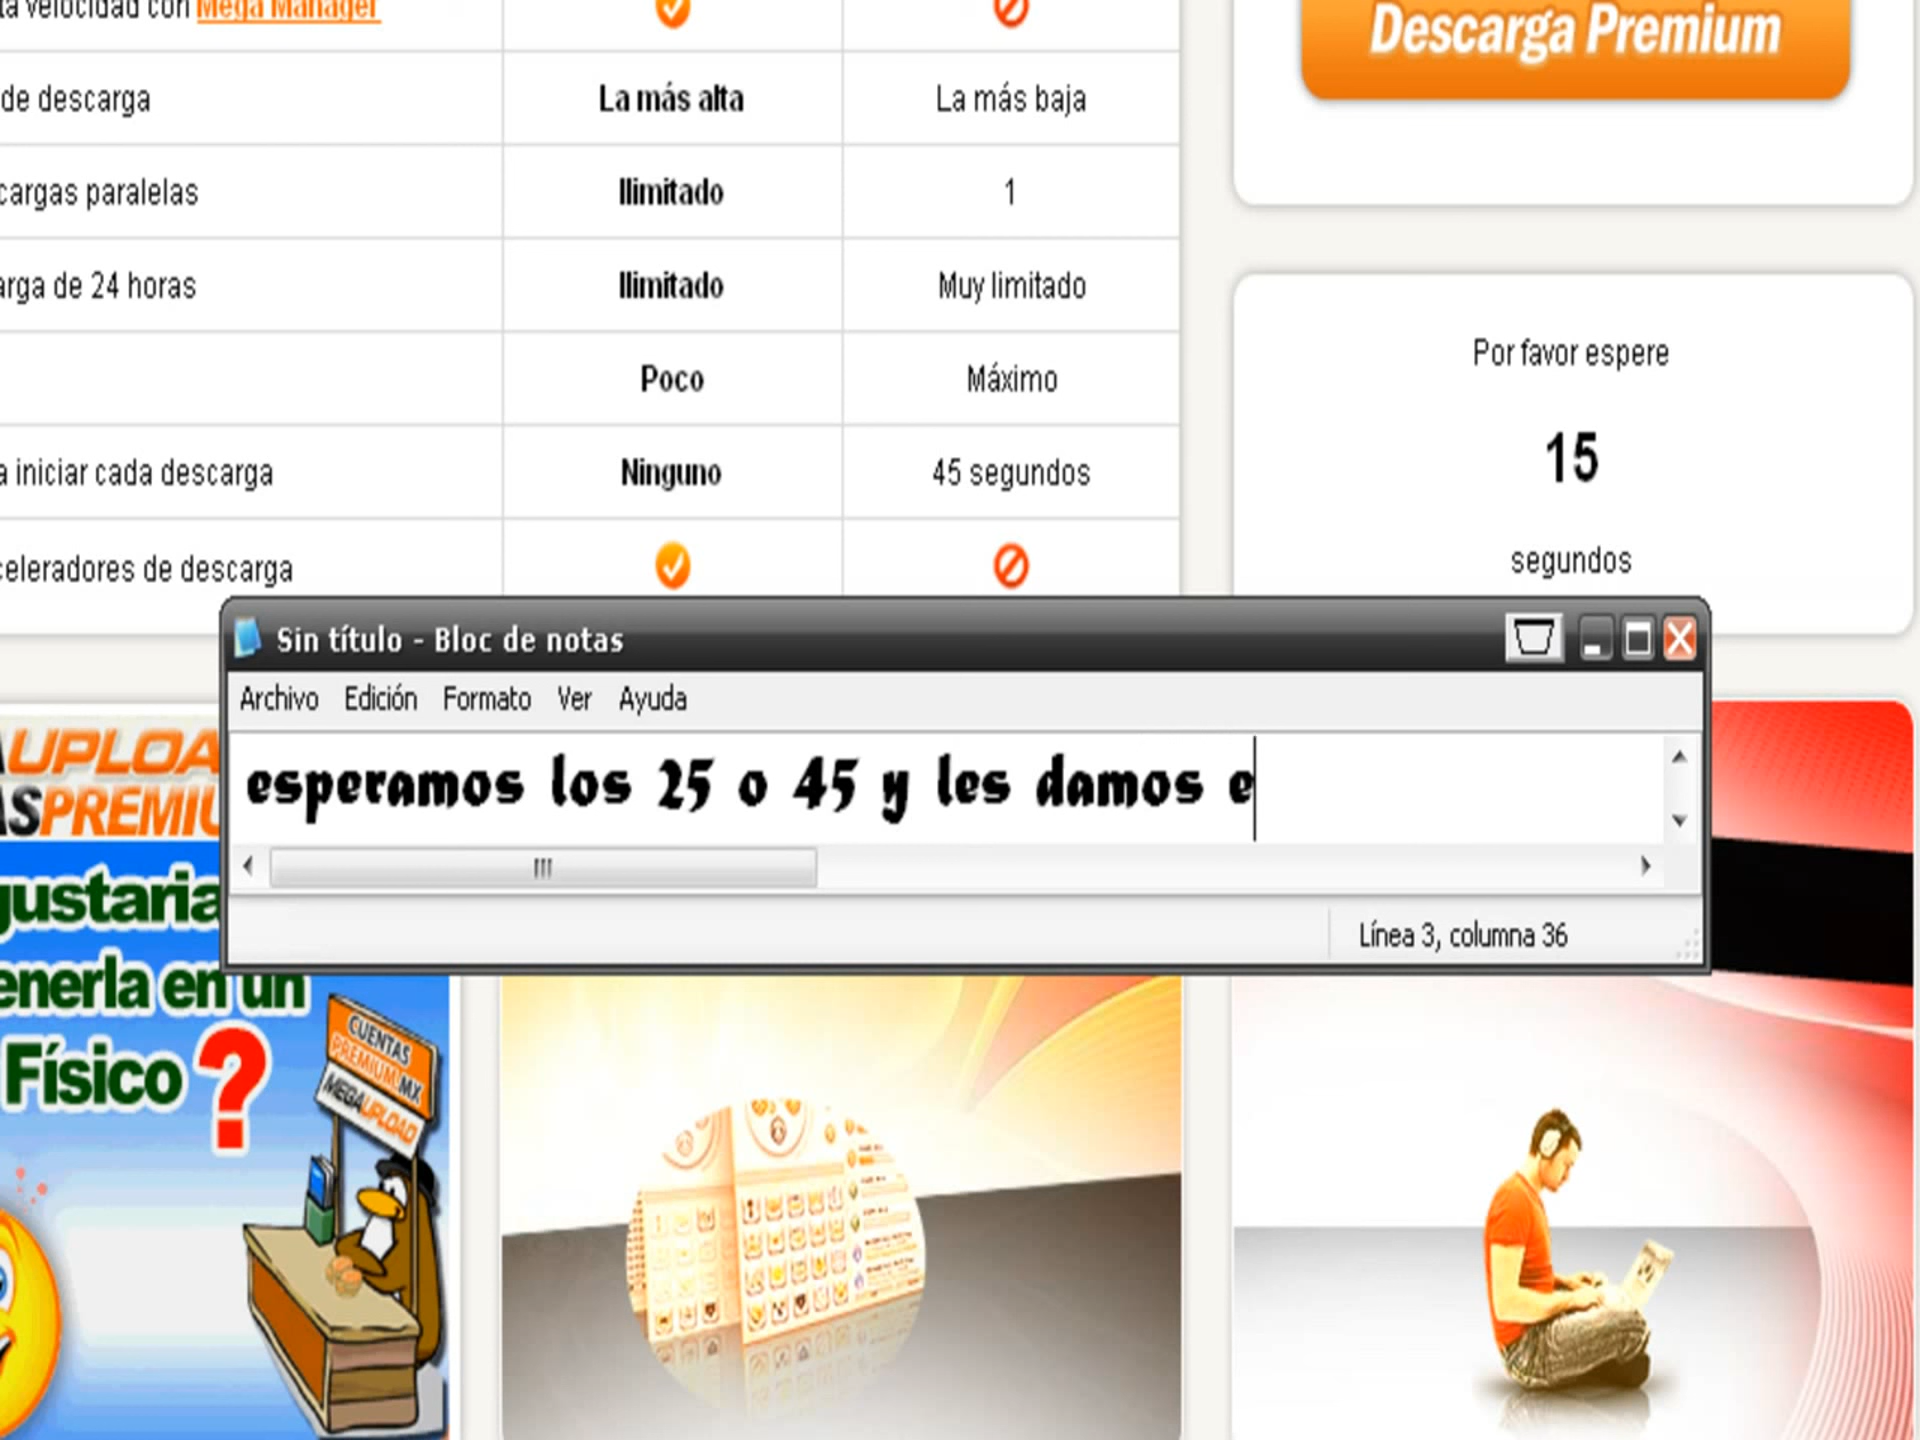 ta velocidad con Mega Manager
Descarga Premium
de descarga La más alta La más baja
cargas paralelas Ilimitado 1
arga de 24 horas Ilimitado Muy limitado
Poco Máximo
a iniciar cada descarga Ninguno 45 segundos
celeradores de descarga
Por favor espere
15
segundos
Sin título - Bloc de notas
Archivo Edición Formato Ver Ayuda
esperamos los 25 o 45 y les damos e
Línea 3, columna 36
AUPLOA
ASPREMIU
gustaria
enerla en un
Físico ?
CUENTAS
PREMIUM.MX
MEGAUPLOAD